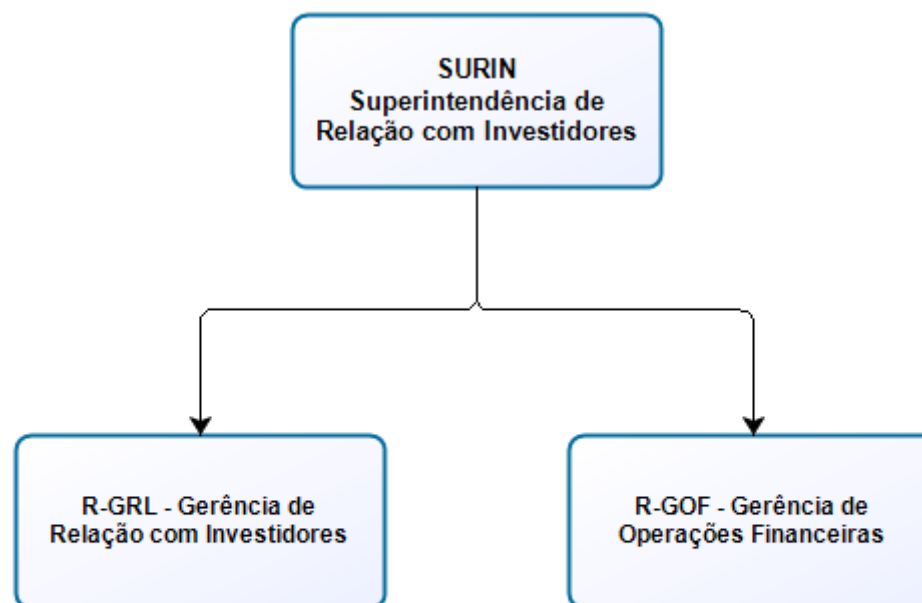 SURIN
Superintendência de
Relação com Investidores
R-GRL - Gerência de
Relação com Investidores
R-GOF - Gerência de
Operações Financeiras